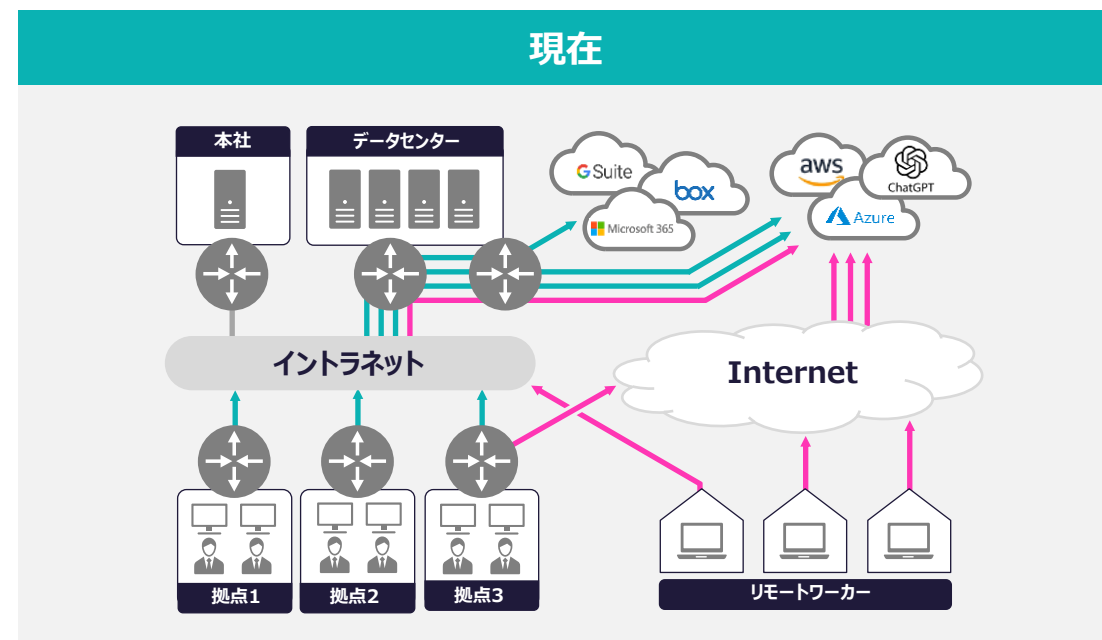 現在
本社
データセンター
G Suite
box
Microsoft 365
aws
ChatGPT
Azure
イントラネット
Internet
拠点1
拠点2
拠点3
リモートワーカー